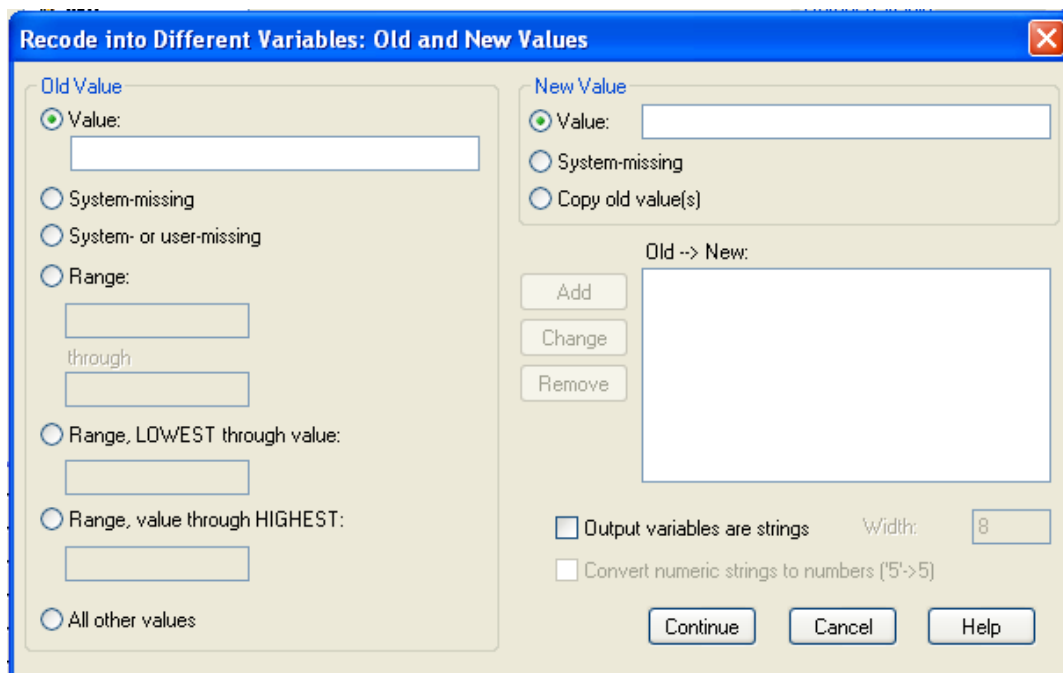 Recode into Different Variables: Old and New Values
Old Value
Value:
System-missing
System- or user-missing
Range:
through
Range, LOWEST through value:
Range, value through HIGHEST:
All other values
New Value
Value:
System-missing
Copy old value(s)
Old --> New:
Add
Change
Remove
Output variables are strings Width: 8
Convert numeric strings to numbers ('5'->5)
Continue Cancel Help